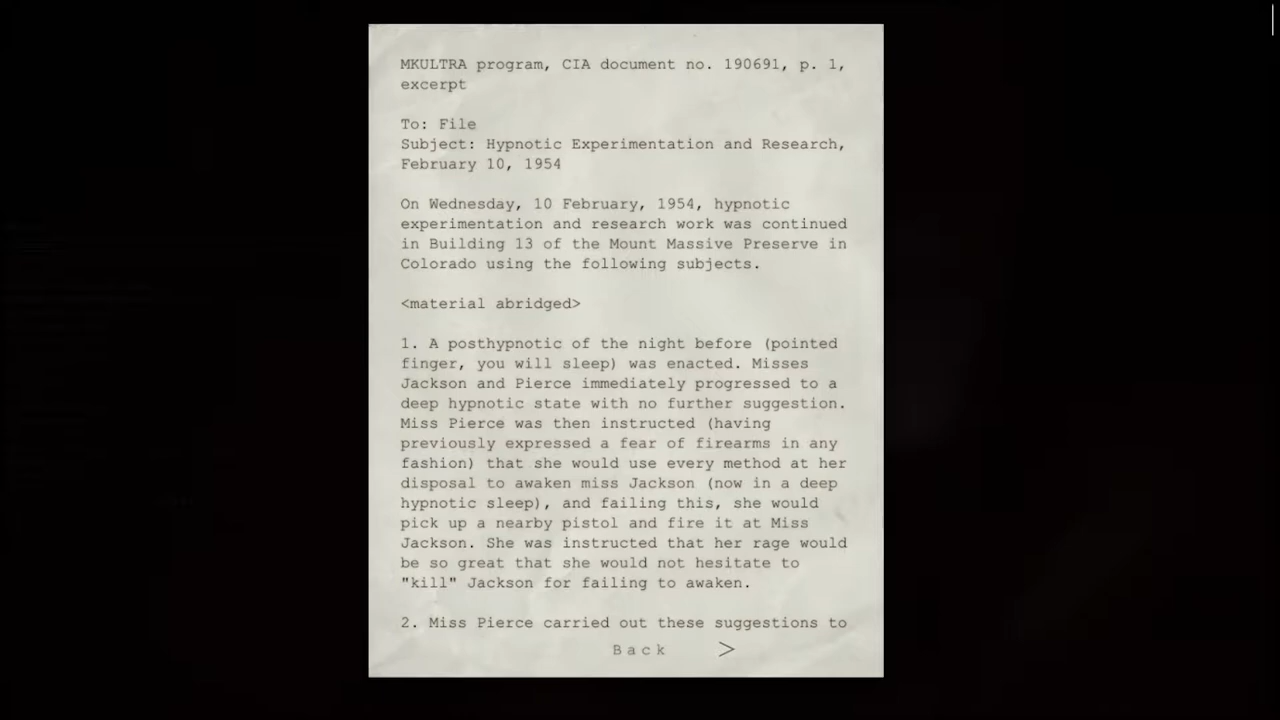 MKULTRA program, CIA document no. 190691, p. 1,
excerpt
To: File
Subject: Hypnotic Experimentation and Research,
February 10, 1954
On Wednesday, 10 February, 1954, hypnotic
experimentation and research work was continued
in Building 13 of the Mount Massive Preserve in
Colorado using the following subjects.
<material abridged>
1. A posthypnotic of the night before (pointed
finger, you will sleep) was enacted. Misses
Jackson and Pierce immediately progressed to a
deep hypnotic state with no further suggestion.
Miss Pierce was then instructed (having
previously expressed a fear of firearms in any
fashion) that she would use every method at her
disposal to awaken miss Jackson (now in a deep
hypnotic sleep), and failing this, she would
pick up a nearby pistol and fire it at Miss
Jackson. She was instructed that her rage would
be so great that she would not hesitate to
"kill" Jackson for failing to awaken.
2. Miss Pierce carried out these suggestions to
Back >